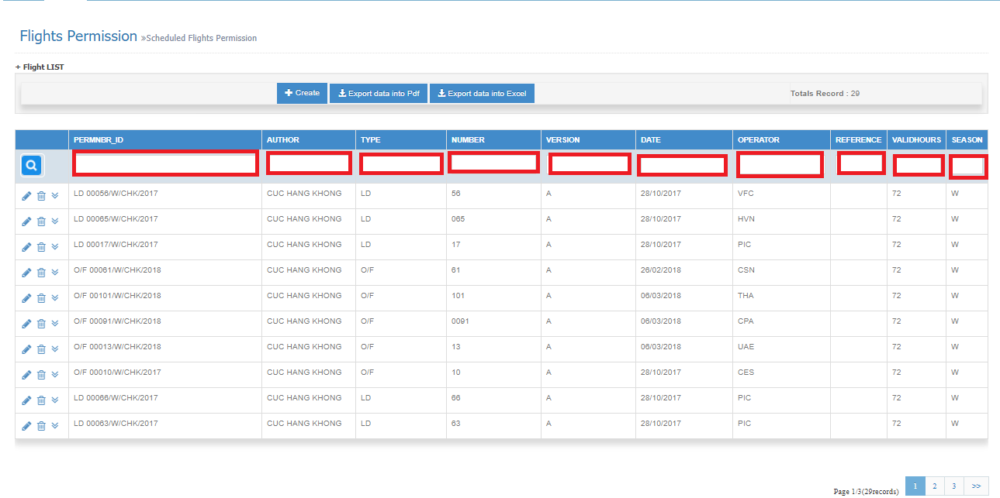 Flights Permission »Scheduled Flights Permission
+ Flight LIST
Create Export data into Pdf Export data into Excel Totals Record : 29
PERMNBR_ID AUTHOR TYPE NUMBER VERSION DATE OPERATOR REFERENCE VALIDHOURS SEASON
LD 00056/W/CHK/2017 CUC HANG KHONG LD 56 A 28/10/2017 VFC 72 W
LD 00065/W/CHK/2017 CUC HANG KHONG LD 065 A 28/10/2017 HVN 72 W
LD 00017/W/CHK/2017 CUC HANG KHONG LD 17 A 28/10/2017 PIC 72 W
O/F 00061/W/CHK/2018 CUC HANG KHONG O/F 61 A 26/02/2018 CSN 72 W
O/F 00101/W/CHK/2018 CUC HANG KHONG O/F 101 A 06/03/2018 THA 72 W
O/F 00091/W/CHK/2018 CUC HANG KHONG O/F 0091 A 06/03/2018 CPA 72 W
O/F 00013/W/CHK/2018 CUC HANG KHONG O/F 13 A 06/03/2018 UAE 72 W
O/F 00010/W/CHK/2017 CUC HANG KHONG O/F 10 A 28/10/2017 CES 72 W
LD 00066/W/CHK/2017 CUC HANG KHONG LD 66 A 28/10/2017 PIC 72 W
LD 00063/W/CHK/2017 CUC HANG KHONG LD 63 A 28/10/2017 PIC 72 W
Page 1/3(29records) 1 2 3 >>